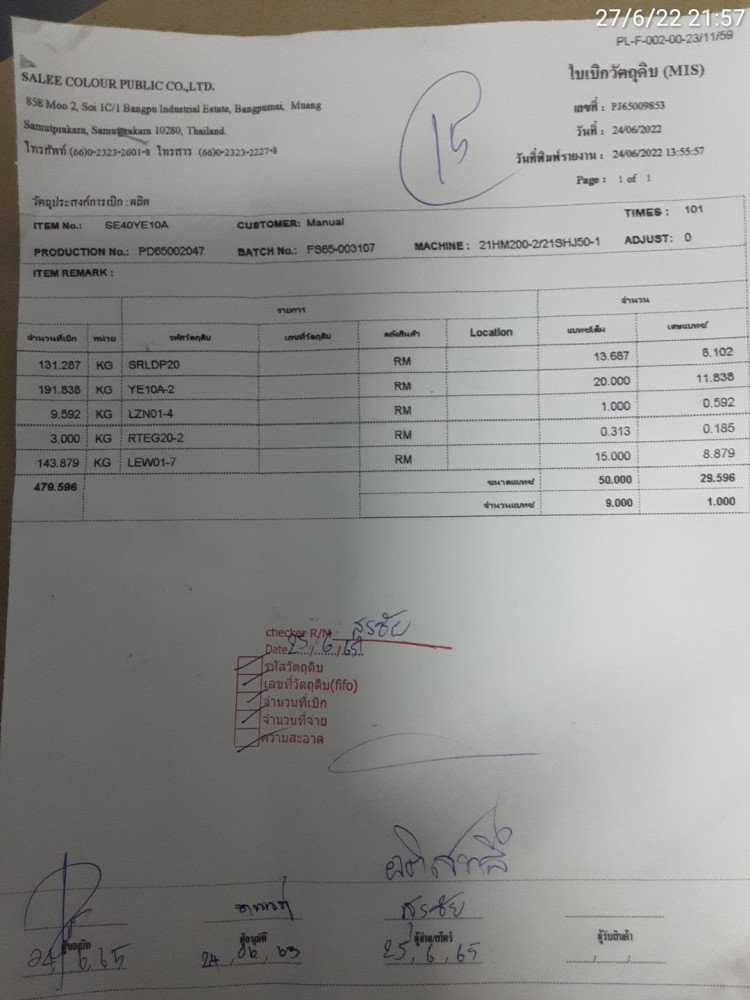 27/6/22 21:57
PL-F-002-00-23/11/59
SALEE COLOUR PUBLIC CO.,LTD.
858 Moo 2, Soi 1C/1 Bangpu Industrial Estate, Bangpumai, Muang
Samutprakarn, Samutprakarn 10280, Thailand.
โทรศัพท์ (66)0-2323-2601-8 โทรสาร (66)0-2323-2227-8
15
ใบเบิกวัตถุดิบ (MIS)
เลขที่ : PJ65009853
วันที่ : 24/06/2022
วันที่พิมพ์รายงาน : 24/06/2022 13:55:57
Page : 1 of 1
วัตถุประสงค์การเบิก : ผลิต
ITEM No.: SE40YE10A CUSTOMER: Manual TIMES : 101
PRODUCTION No.: PD65002047 BATCH No.: FS65-003107 MACHINE : 21HM200-2/21SHJ50-1 ADJUST: 0
ITEM REMARK :
รายการ จำนวน
จำนวนที่เบิก หน่วย รหัสวัตถุดิบ เลขที่วัตถุดิบ คลังสินค้า Location แบทช์เต็ม เศษแบทช์
131.287 KG SRLDP20 RM 13.687 8.102
191.838 KG YE10A-2 RM 20.000 11.838
9.592 KG LZN01-4 RM 1.000 0.592
3.000 KG RTEG20-2 RM 0.313 0.185
143.879 KG LEW01-7 RM 15.000 8.879
479.596 ขนาดแบทช์ 50.000 29.596
จำนวนแบทช์ 9.000 1.000
checker R/M สุรชัย
Date 25/6/65
รหัสวัตถุดิบ
เลขที่วัตถุดิบ(fifo)
จำนวนที่เบิก
จำนวนที่จ่าย
ความสะอาด
สุรชัย
ผู้ขอเบิก ผู้อนุมัติ ผู้จ่าย/สโตร์ ผู้รับสินค้า
24, 6, 65 24, 06, 65 25, 6, 65